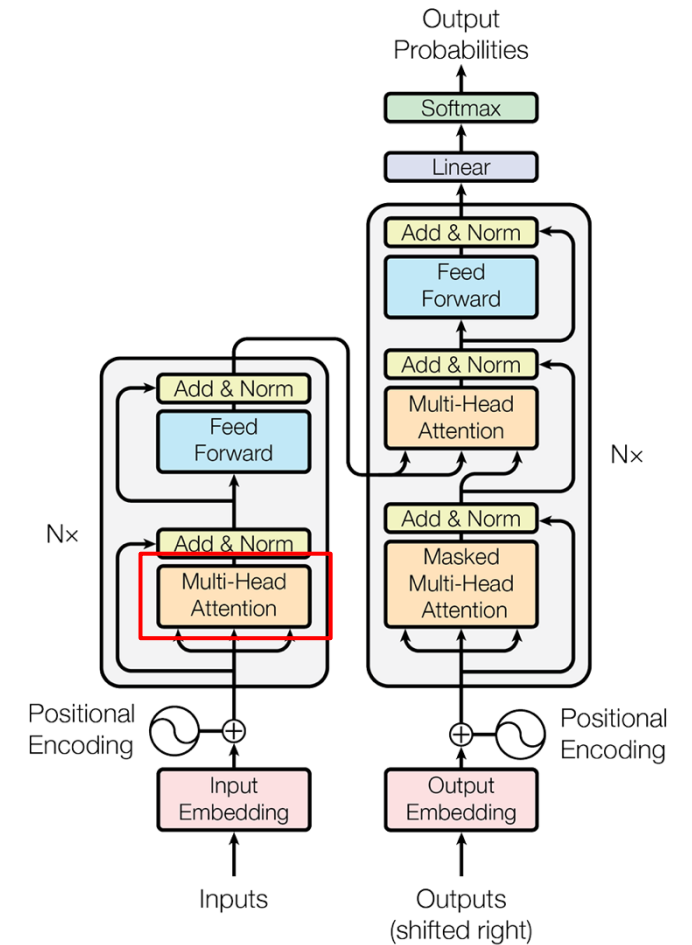 Output
Probabilities
Softmax
Linear
Add & Norm
Feed
Forward
Add & Norm
Multi-Head
Attention
Add & Norm
Masked
Multi-Head
Attention
Nx
Add & Norm
Feed
Forward
Add & Norm
Multi-Head
Attention
Nx
Positional
Encoding
Positional
Encoding
Input
Embedding
Output
Embedding
Inputs
Outputs
(shifted right)